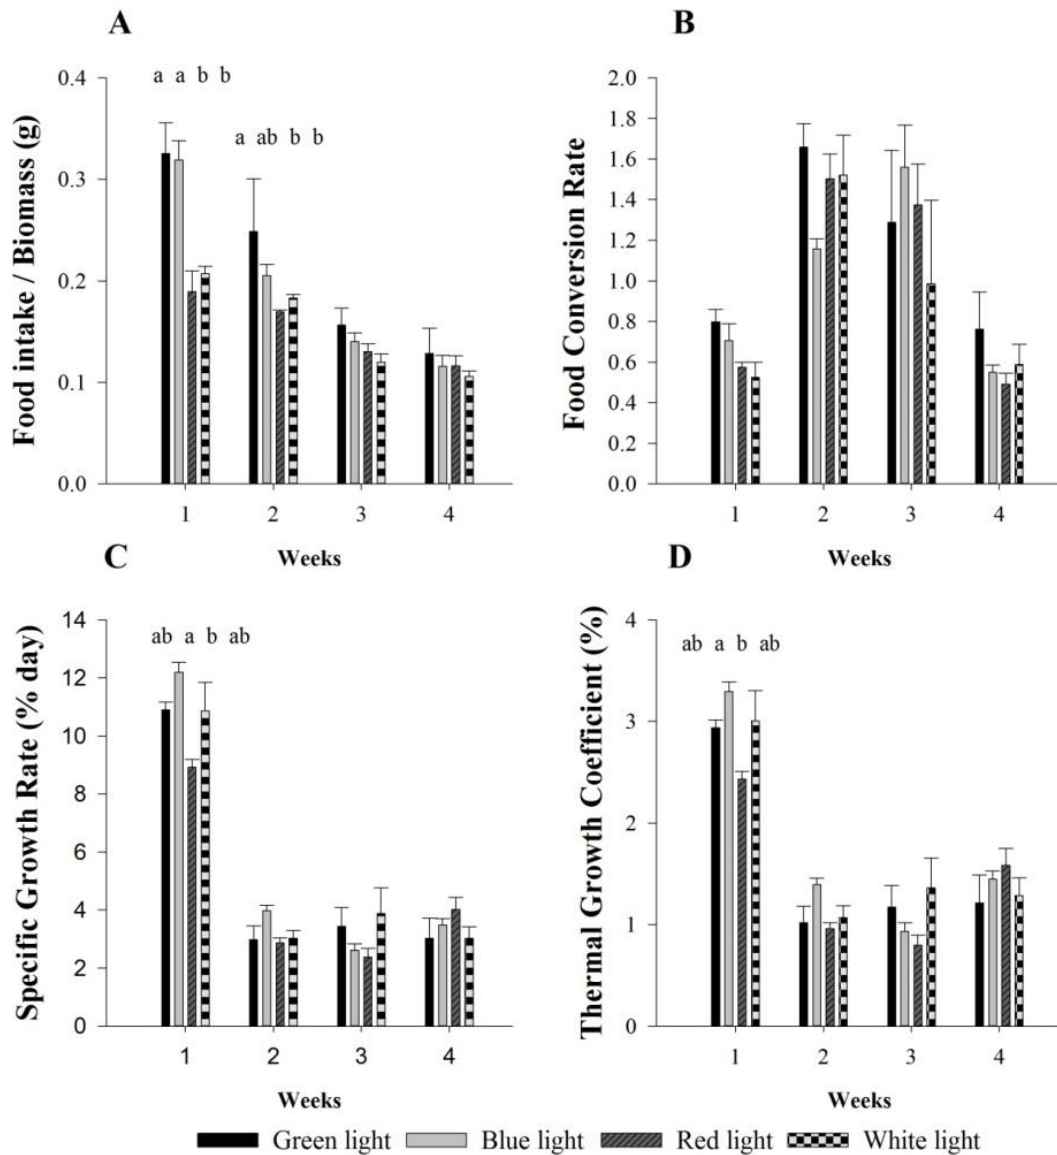 A
Food intake / Biomass (g)
0.4
0.3
0.2
0.1
0.0
a a b b
a ab b b
1 2 3 4
Weeks
B
Food Conversion Rate
2.0
1.8
1.6
1.4
1.2
1.0
0.8
0.6
0.4
0.2
0.0
1 2 3 4
Weeks
C
Specific Growth Rate (% day)
14
12
10
8
6
4
2
0
ab a b ab
1 2 3 4
Weeks
D
Thermal Growth Coefficient (%)
4
3
2
1
0
ab a b ab
1 2 3 4
Weeks
Green light Blue light Red light White light